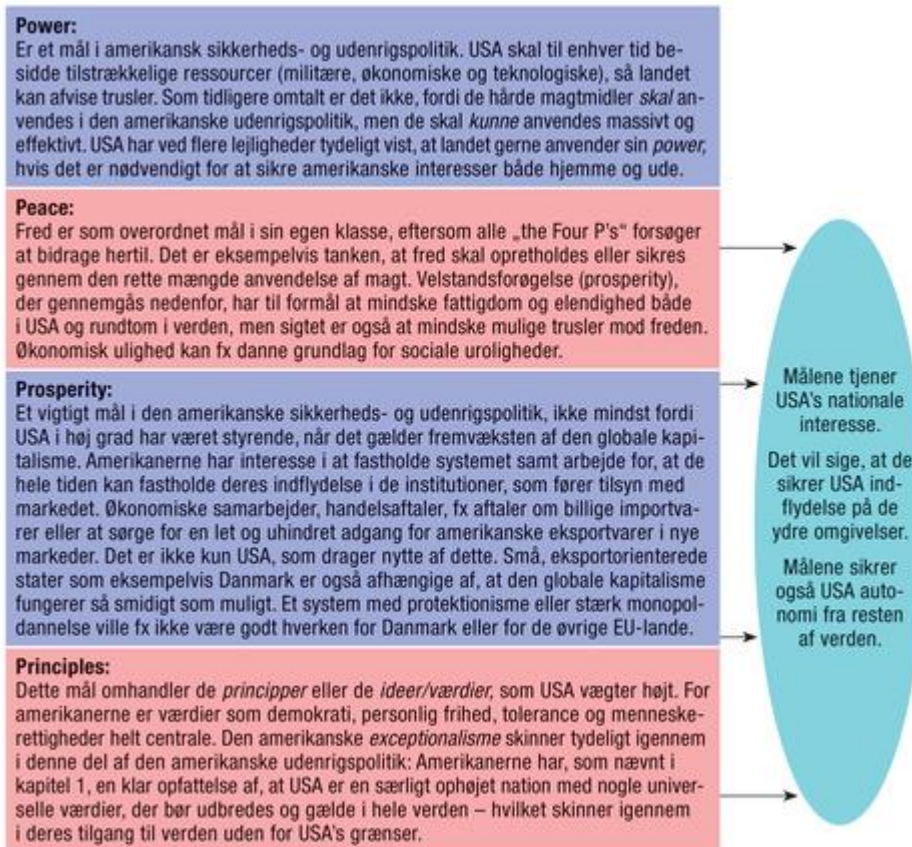 Power:
Er et mål i amerikansk sikkerheds- og udenrigspolitik. USA skal til enhver tid be-
sidde tilstrækkelige ressourcer (militære, økonomiske og teknologiske), så landet
kan afvise trusler. Som tidligere omtalt er det ikke, fordi de hårde magtmidler skal an-
vendes i den amerikanske udenrigspolitik, men de skal kunne anvendes massivt og
effektivt. USA har ved flere lejligheder tydeligt vist, at landet gerne anvender sin power,
hvis det er nødvendigt for at sikre amerikanske interesser både hjemme og ude.
Peace:
Fred er som overordnet mål i sin egen klasse, eftersom alle „the Four P's“ forsøger
at bidrage hertil. Det er eksempelvis tanken, at fred skal opretholdes eller sikres
gennem den rette mængde anvendelse af magt. Velstandsforøgelse (prosperity),
der gennemgås nedenfor, har til formål at mindske fattigdom og elendighed både
i USA og rundtom i verden, men sigtet er også at mindske mulige trusler mod freden.
Økonomisk ulighed kan fx danne grundlag for sociale uroligheder.
Prosperity:
Et vigtigt mål i den amerikanske sikkerheds- og udenrigspolitik, ikke mindst fordi
USA i høj grad har været styrende, når det gælder fremvæksten af den globale kapi-
talisme. Amerikanerne har interesse i at fastholde systemet samt arbejde for, at de
hele tiden kan fastholde deres indflydelse i de institutioner, som fører tilsyn med
markedet. Økonomiske samarbejder, handelsaftaler, fx aftaler om billige importva-
rer eller at sørge for en let og uhindret adgang for amerikanske eksportvarer i nye
markeder. Det er ikke kun USA, som drager nytte af dette. Små, eksportorienterede
stater som eksempelvis Danmark er også afhængige af, at den globale kapitalisme
fungerer så smidigt som muligt. Et system med protektionisme eller stærk monopol-
dannelse ville fx ikke være godt hverken for Danmark eller for de øvrige EU-lande.
Principles:
Dette mål omhandler de principper eller de ideer/værdier, som USA vægter højt. For
amerikanerne er værdier som demokrati, personlig frihed, tolerance og menneske-
rettigheder helt centrale. Den amerikanske exceptionalisme skinner tydeligt igennem
i denne del af den amerikanske udenrigspolitik: Amerikanerne har, som nævnt i
kapitel 1, en klar opfattelse af, at USA er en særligt ophøjet nation med nogle univer-
selle værdier, der bør udbredes og gælde i hele verden – hvilket skinner igennem
i deres tilgang til verden uden for USA's grænser.
Målene tjener
USA's nationale
interesse.
Det vil sige, at de
sikrer USA ind-
flydelse på de
ydre omgivelser.
Målene sikrer
også USA auto-
nomi fra resten
af verden.